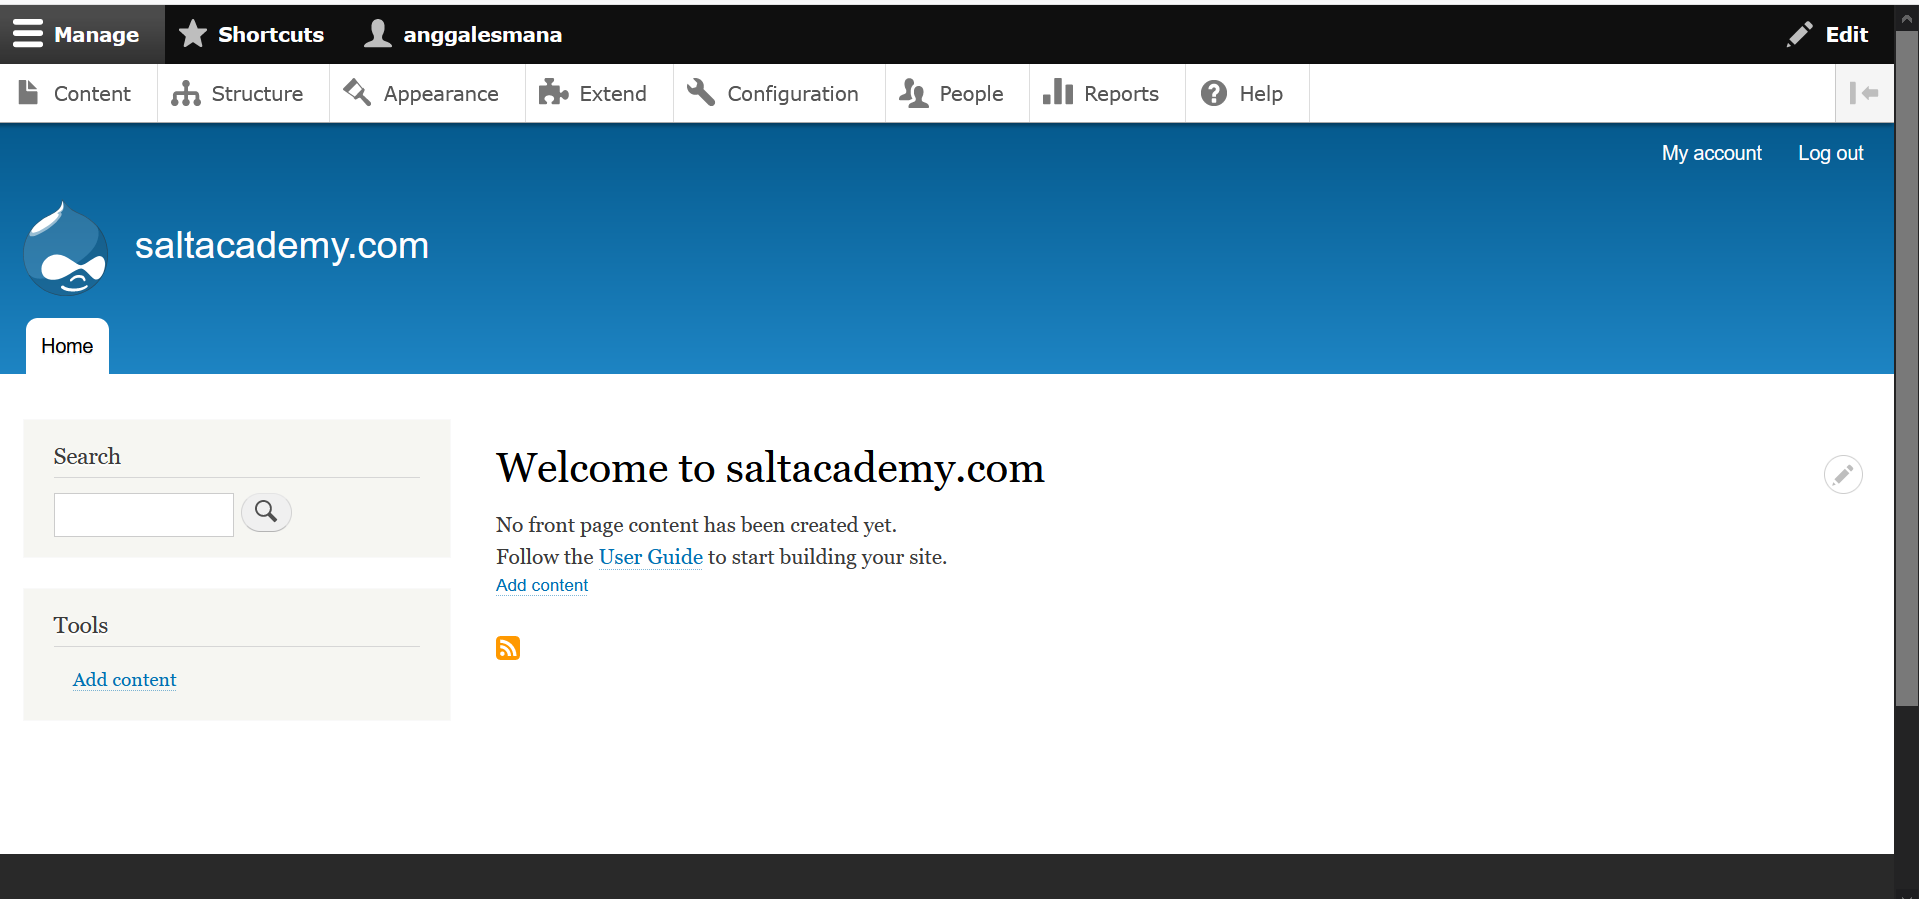 Manage Shortcuts anggalesmana Edit
Content Structure Appearance Extend Configuration People Reports Help
My account Log out
saltacademy.com
Home
Search
Welcome to saltacademy.com
No front page content has been created yet.
Follow the User Guide to start building your site.
Add content
Tools
Add content